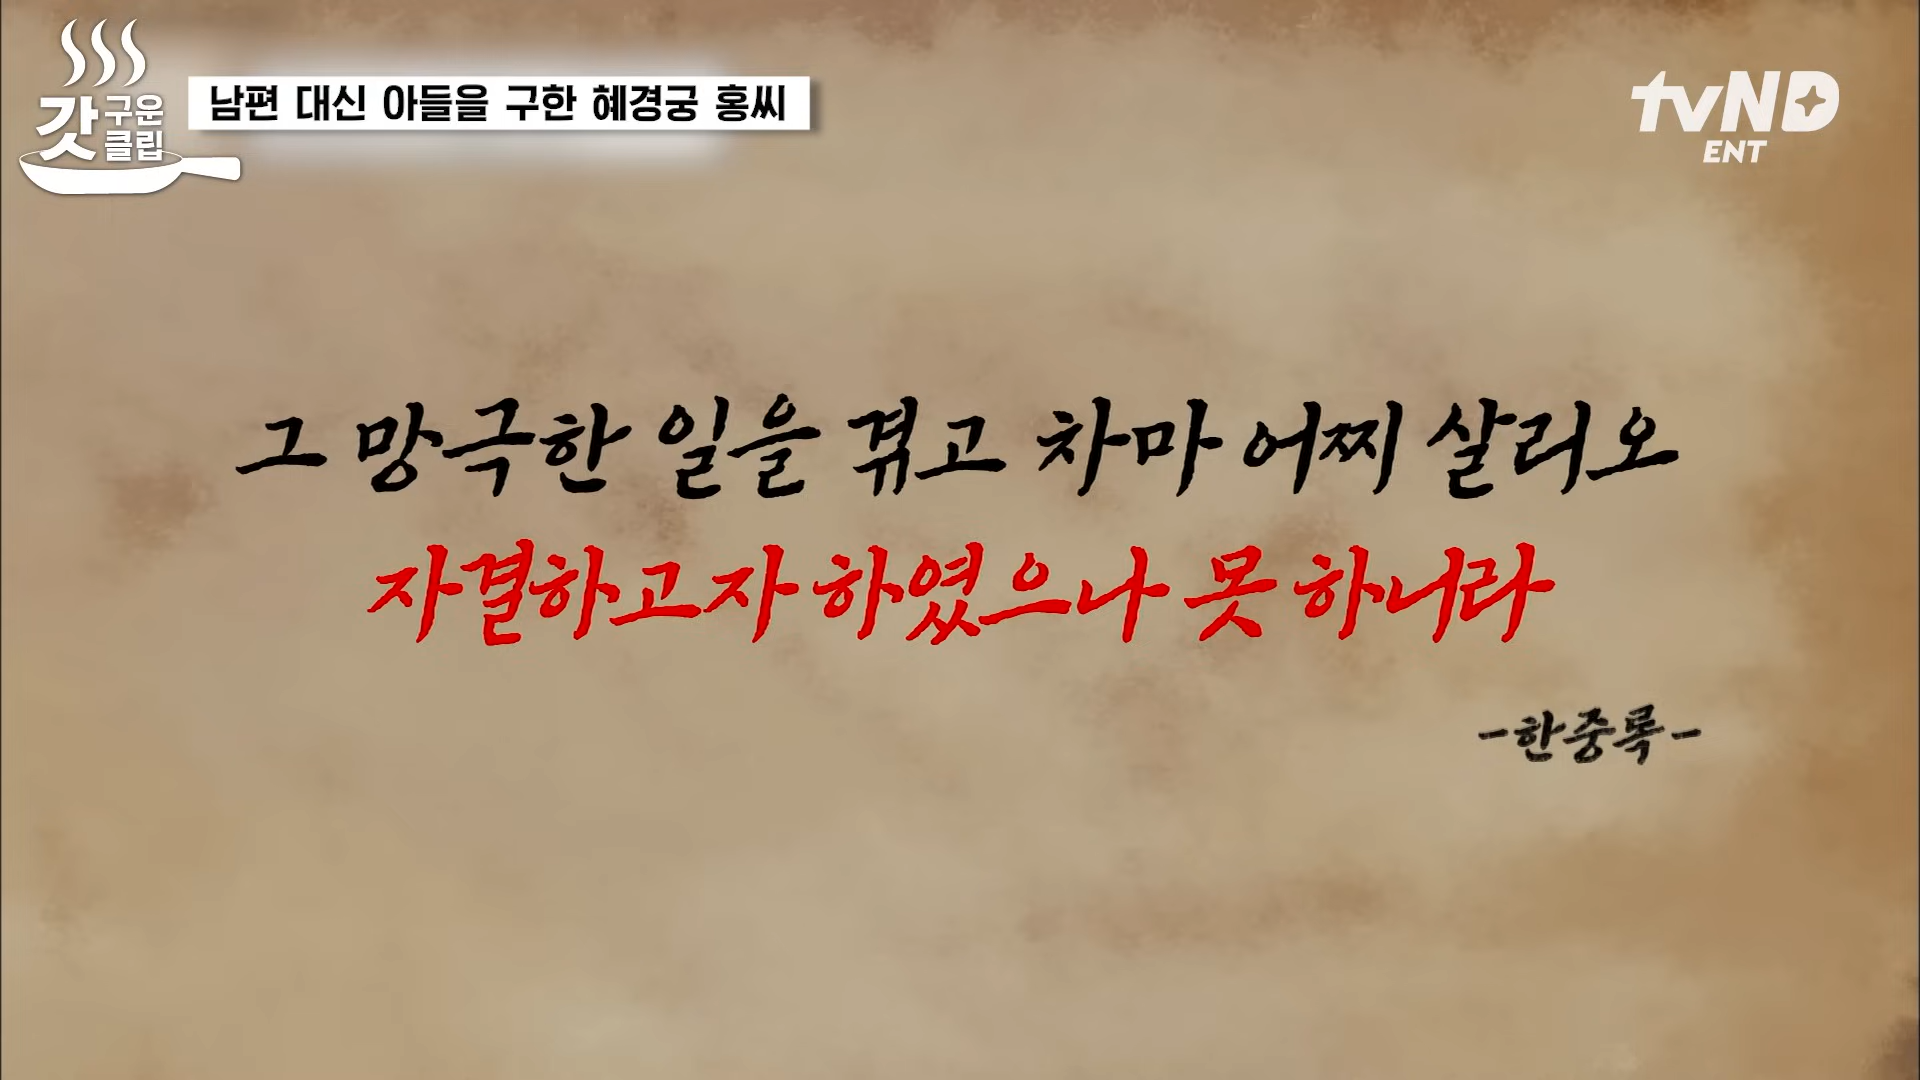 갓구운클립
남편 대신 아들을 구한 혜경궁 홍씨
tvND
ENT
그 망극한 일을 겪고 차마 어찌 살리오
자결하고자 하였으나 못 하니라
-한중록-